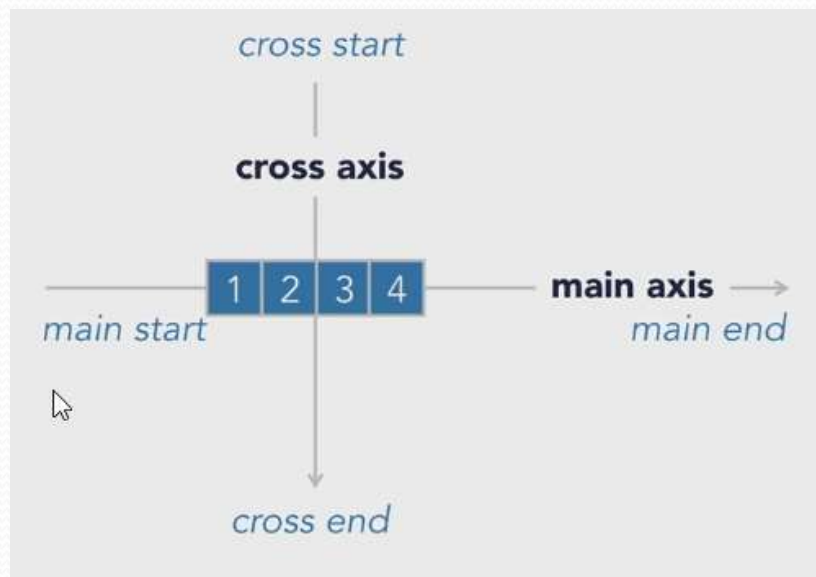 cross start
cross axis
1 2 3 4
main axis
main start
main end
cross end